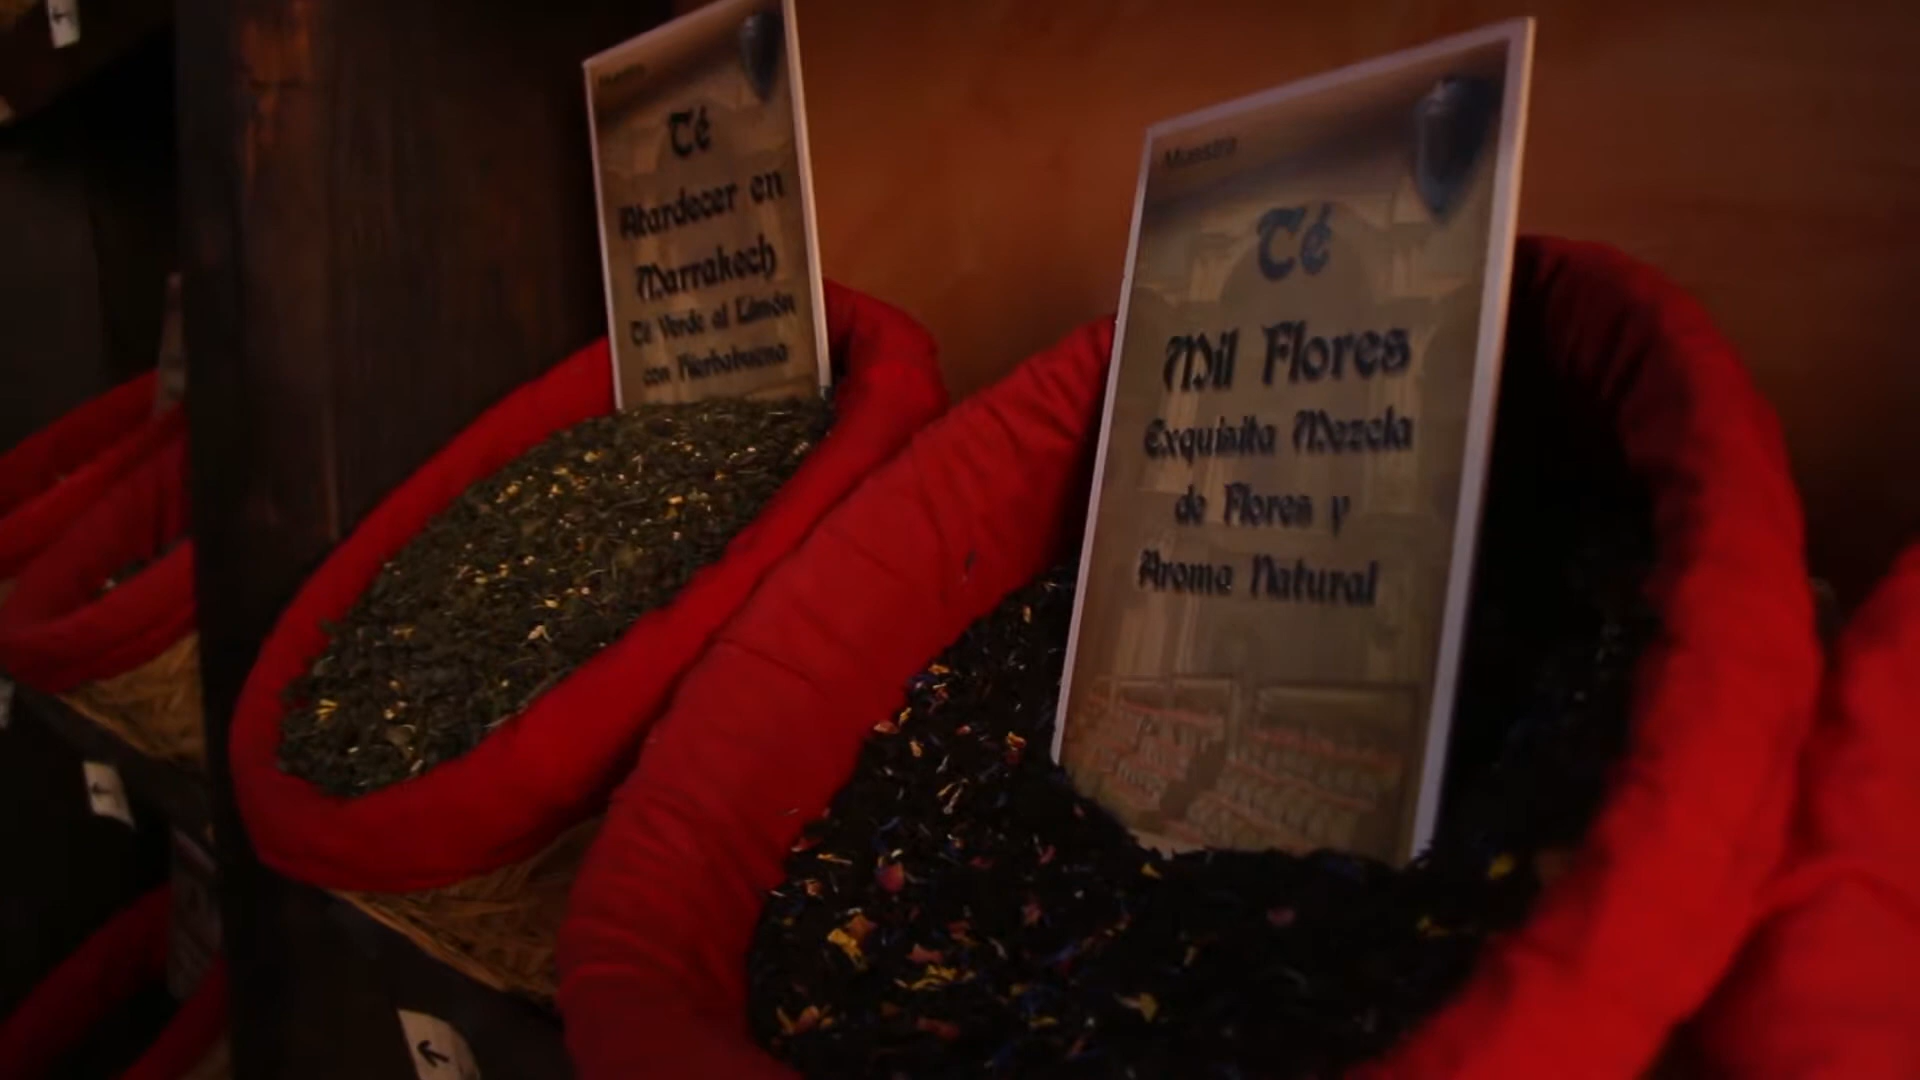 Muestra
Té
Atardecer en
Marrakech
Té Verde al Limón
con Hierbabuena
Muestra
Té
Mil Flores
Exquisita Mezcla
de Flores y
Aroma Natural